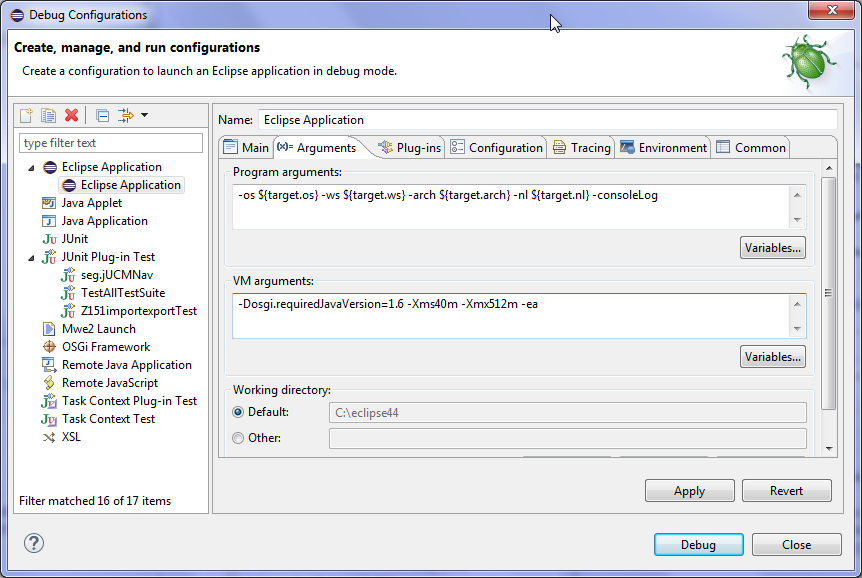 Debug Configurations
Create, manage, and run configurations
Create a configuration to launch an Eclipse application in debug mode.
type filter text
Eclipse Application
Eclipse Application
Java Applet
Java Application
JUnit
JUnit Plug-in Test
seg.jUCMNav
TestAllTestSuite
Z151importexportTest
Mwe2 Launch
OSGi Framework
Remote Java Application
Remote JavaScript
Task Context Plug-in Test
Task Context Test
XSL
Filter matched 16 of 17 items
Name: Eclipse Application
Main (x)= Arguments Plug-ins Configuration Tracing Environment Common
Program arguments:
-os ${target.os} -ws ${target.ws} -arch ${target.arch} -nl ${target.nl} -consoleLog
Variables...
VM arguments:
-Dosgi.requiredJavaVersion=1.6 -Xms40m -Xmx512m -ea
Variables...
Working directory:
Default: C:\eclipse44
Other:
Apply Revert
Debug Close